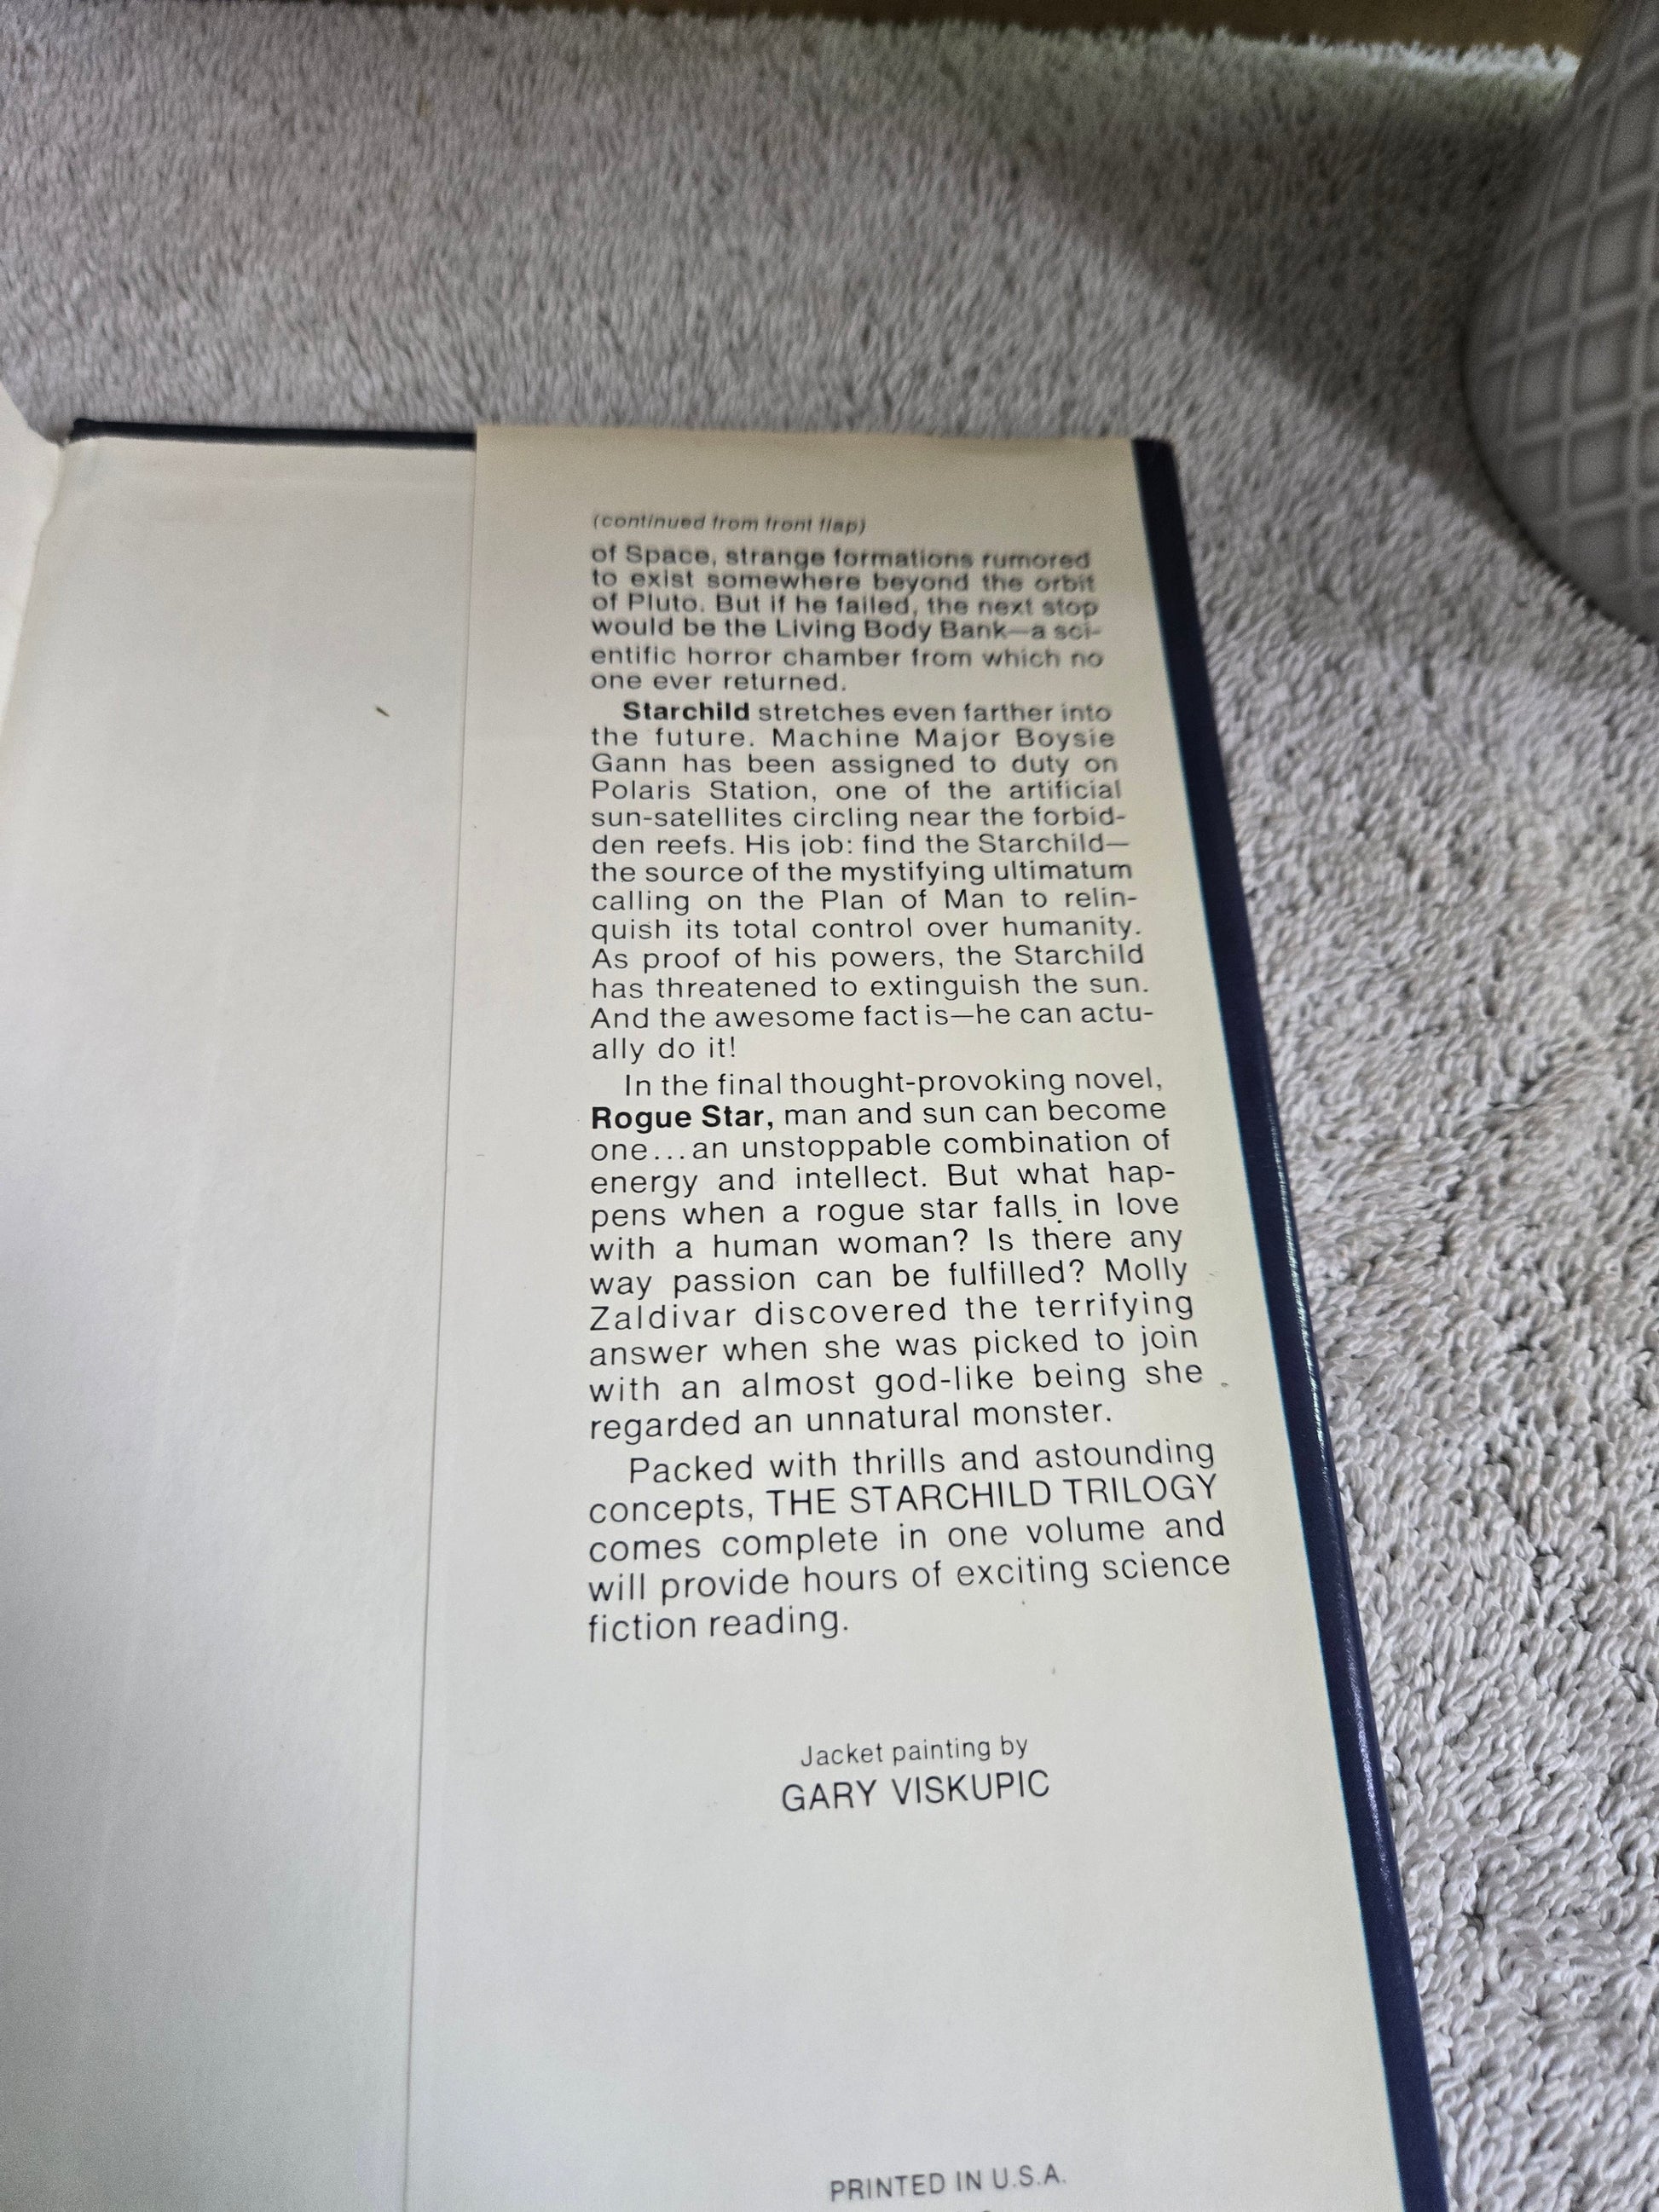 (continued from front flap)
of Space, strange formations rumored
to exist somewhere beyond the orbit
of Pluto. But if he failed, the next stop
would be the Living Body Bank—a sci-
entific horror chamber from which no
one ever returned.
Starchild stretches even farther into
the future. Machine Major Boysie
Gann has been assigned to duty on
Polaris Station, one of the artificial
sun-satellites circling near the forbid-
den reefs. His job: find the Starchild—
the source of the mystifying ultimatum
calling on the Plan of Man to relin-
quish its total control over humanity.
As proof of his powers, the Starchild
has threatened to extinguish the sun.
And the awesome fact is—he can actu-
ally do it!
In the final thought-provoking novel,
Rogue Star, man and sun can become
one...an unstoppable combination of
energy and intellect. But what hap-
pens when a rogue star falls in love
with a human woman? Is there any
way passion can be fulfilled? Molly
Zaldivar discovered the terrifying
answer when she was picked to join
with an almost god-like being she
regarded an unnatural monster.
Packed with thrills and astounding
concepts, THE STARCHILD TRILOGY
comes complete in one volume and
will provide hours of exciting science
fiction reading.
Jacket painting by
GARY VISKUPIC
PRINTED IN U.S.A.